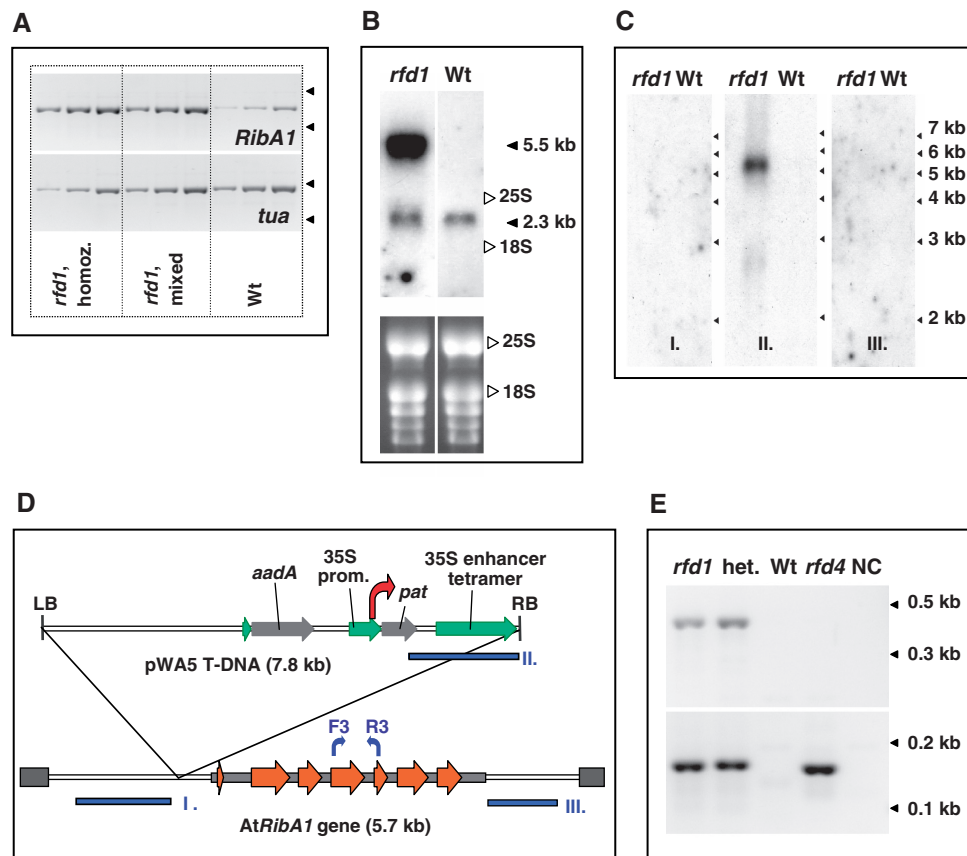 A
RibA1
tua
rfd1, homoz.
rfd1, mixed
Wt
B
rfd1 Wt
5.5 kb
25S
2.3 kb
18S
25S
18S
C
rfd1 Wt rfd1 Wt rfd1 Wt
7 kb
6 kb
5 kb
4 kb
3 kb
2 kb
I. II. III.
D
35S prom.
35S enhancer tetramer
aadA
pat
LB
RB
pWA5 T-DNA (7.8 kb)
II.
F3 R3
I .
III.
AtRibA1 gene (5.7 kb)
E
rfd1 het. Wt rfd4 NC
0.5 kb
0.3 kb
0.2 kb
0.1 kb